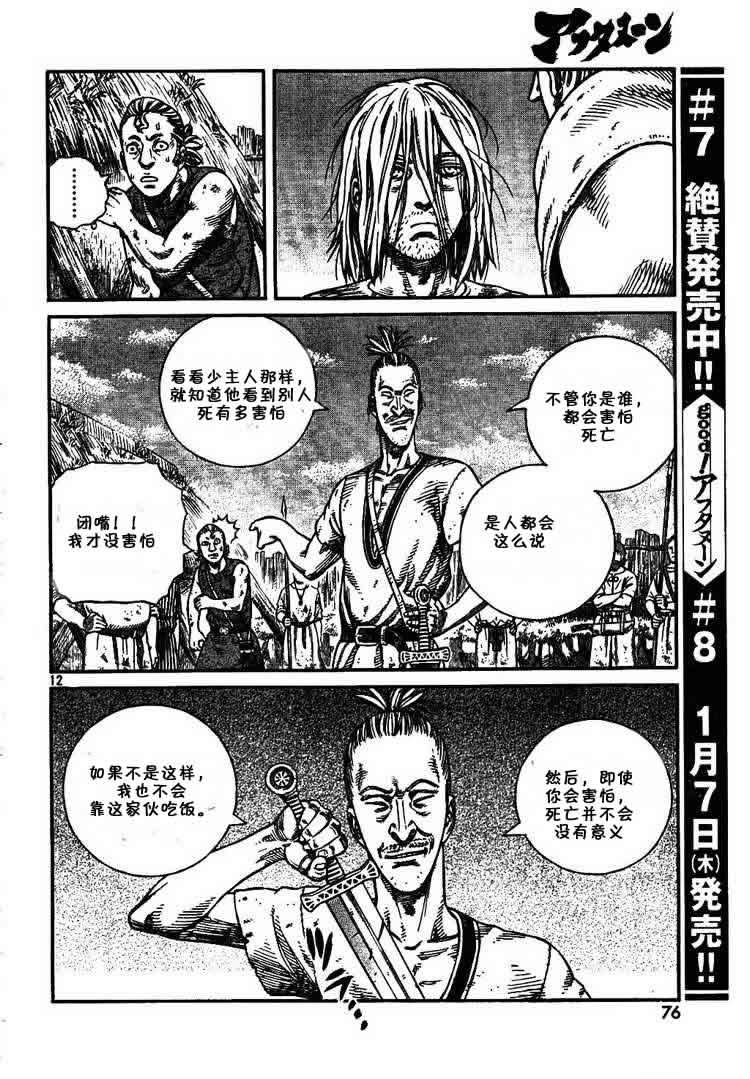 アフタヌーン
#7 絶賛発売中!!
good!アフタヌーン
#8 1月7日(木)発売!!
………
不管你是谁，
都会害怕
死亡
是人都会
这么说
看看少主人那样，
就知道他看到别人
死有多害怕
闭嘴！！
我才没害怕
12
然后，即使
你会害怕，
死亡并不会
没有意义
如果不是这样，
我也不会
靠这家伙吃饭。
76